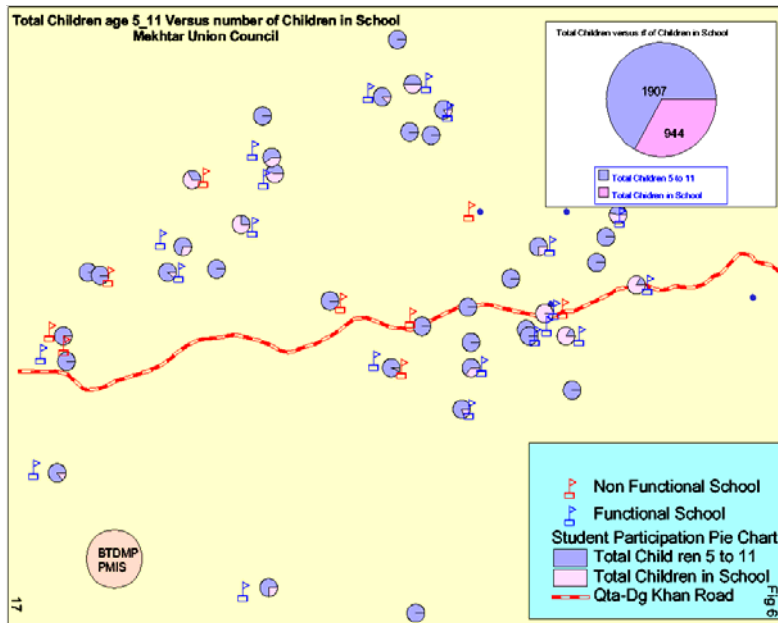 Total Children age 5_11 Versus number of Children in School
Mekhtar Union Council
Total Children versus # of Children in School
1907
944
Total Children 5 to 11
Total Children in School
Non Functional School
Functional School
Student Participation Pie Chart
Total Child ren 5 to 11
Total Children in School
Qta-Dg Khan Road
BTDMP
PMIS
17
Fig 6